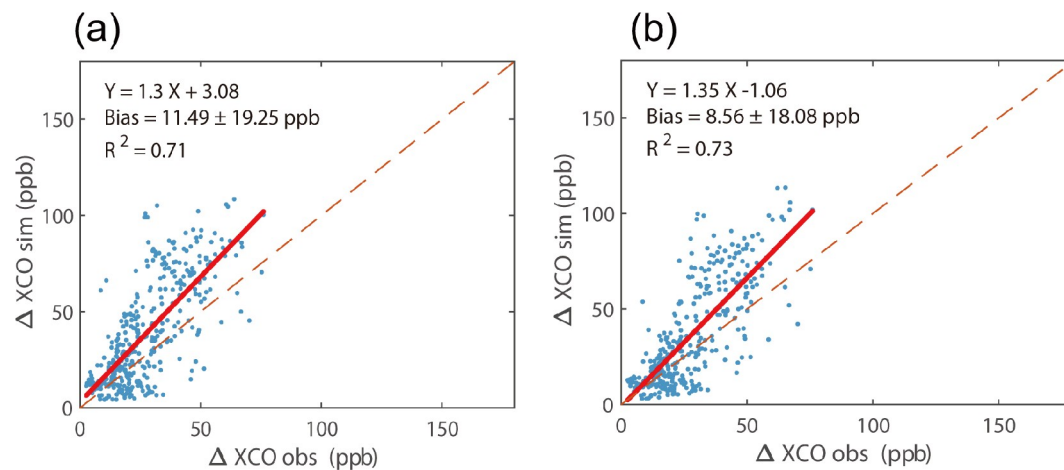 (a)
Y = 1.3 X + 3.08
Bias = 11.49 ± 19.25 ppb
R 2 = 0.71
150
100
50
0
Δ XCO sim (ppb)
0 50 100 150
Δ XCO obs (ppb)
(b)
Y = 1.35 X -1.06
Bias = 8.56 ± 18.08 ppb
R 2 = 0.73
150
100
50
0
Δ XCO sim (ppb)
0 50 100 150
Δ XCO obs (ppb)